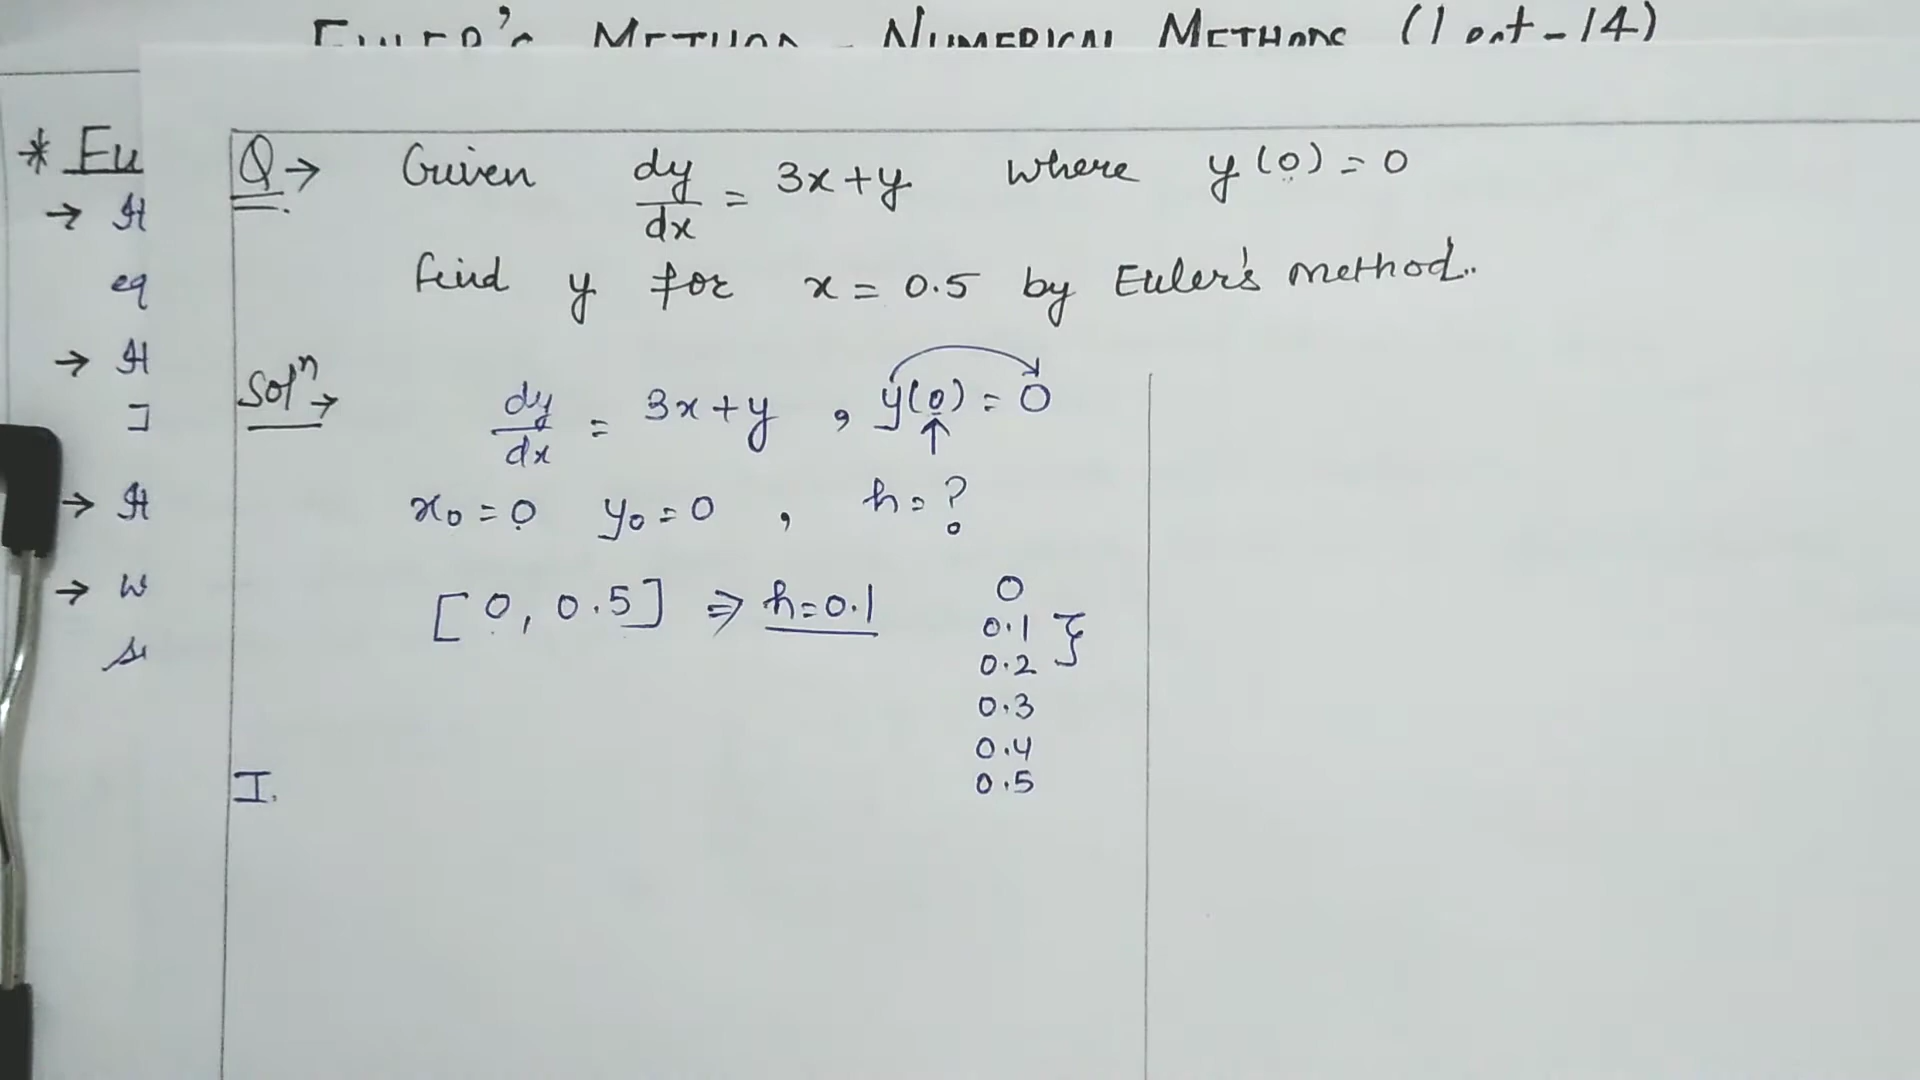 EULER'S METHOD - NUMERICAL METHODS (Lect-14)
* Eu
→ It
eq
→ It
→ It
→ w
Q→ Given dy/dx = 3x+y where y(0)=0
find y for x = 0.5 by Euler's method..
Solⁿ→ dy/dx = 3x+y , y(0)=0
x₀=0 y₀=0 , h=?
[0, 0.5] ⇒ h=0.1
0
0.1 }
0.2
0.3
0.4
0.5
I.